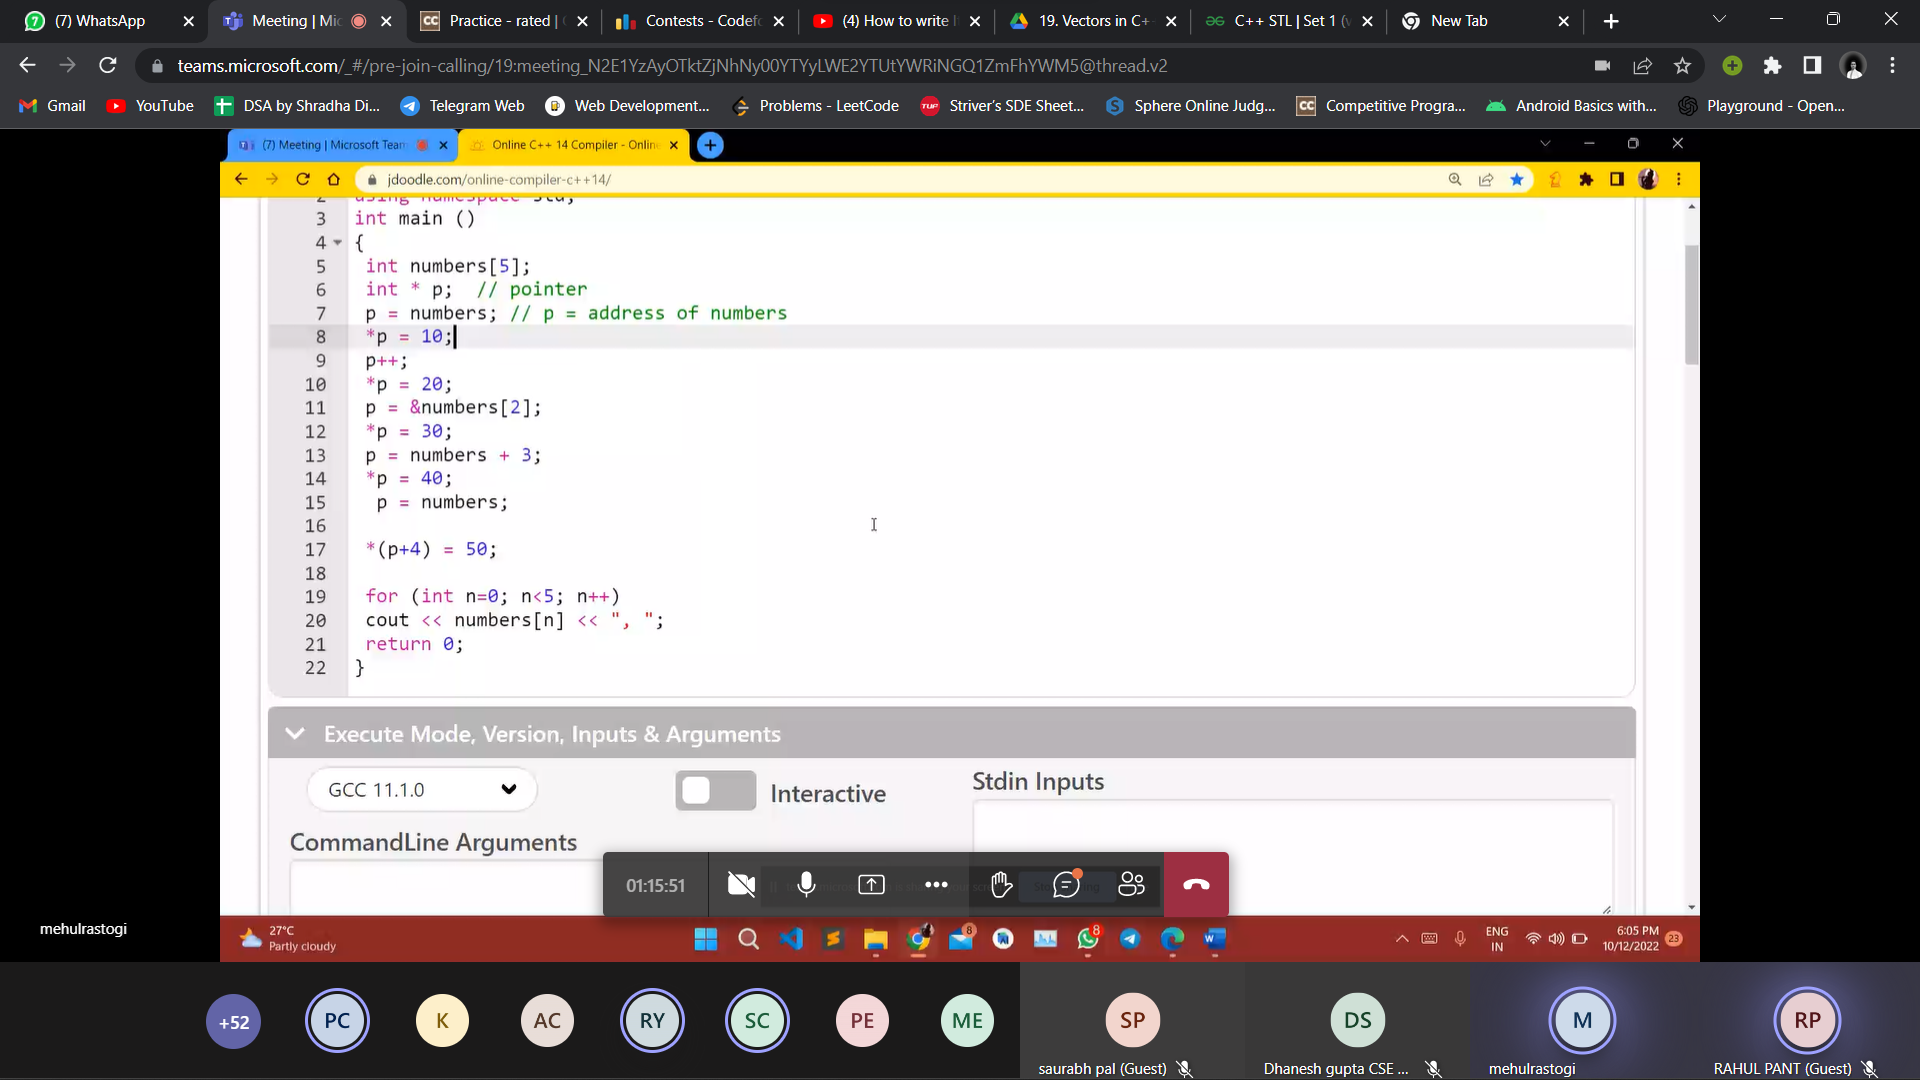 (7) WhatsApp
Meeting | Mic
Practice - rated |
Contests - Codefo
(4) How to write
19. Vectors in C++
C++ STL | Set 1 (v
New Tab
teams.microsoft.com/_#/pre-join-calling/19:meeting_N2E1YzAyOTktZjNhNy00YTYyLWE2YTUtYWRiNGQ1ZmFhYWM5@thread.v2
Gmail
YouTube
DSA by Shradha Di...
Telegram Web
Web Development...
Problems - LeetCode
Striver's SDE Sheet...
Sphere Online Judg...
Competitive Progra...
Android Basics with...
Playground - Open...
(7) Meeting | Microsoft Team
Online C++ 14 Compiler - Online
jdoodle.com/online-compiler-c++14/
2 using namespace std;
3 int main ()
4 {
5 int numbers[5];
6 int * p; // pointer
7 p = numbers; // p = address of numbers
8 *p = 10;
9 p++;
10 *p = 20;
11 p = &numbers[2];
12 *p = 30;
13 p = numbers + 3;
14 *p = 40;
15 p = numbers;
16
17 *(p+4) = 50;
18
19 for (int n=0; n<5; n++)
20 cout << numbers[n] << ", ";
21 return 0;
22 }
Execute Mode, Version, Inputs & Arguments
GCC 11.1.0
Interactive
Stdin Inputs
CommandLine Arguments
01:15:51
mehulrastogi
27°C
Partly cloudy
8
8
ENG
IN
6:05 PM
10/12/2022
23
+52
PC
K
AC
RY
SC
PE
ME
SP
saurabh pal (Guest)
DS
Dhanesh gupta CSE ...
M
mehulrastogi
RP
RAHUL PANT (Guest)